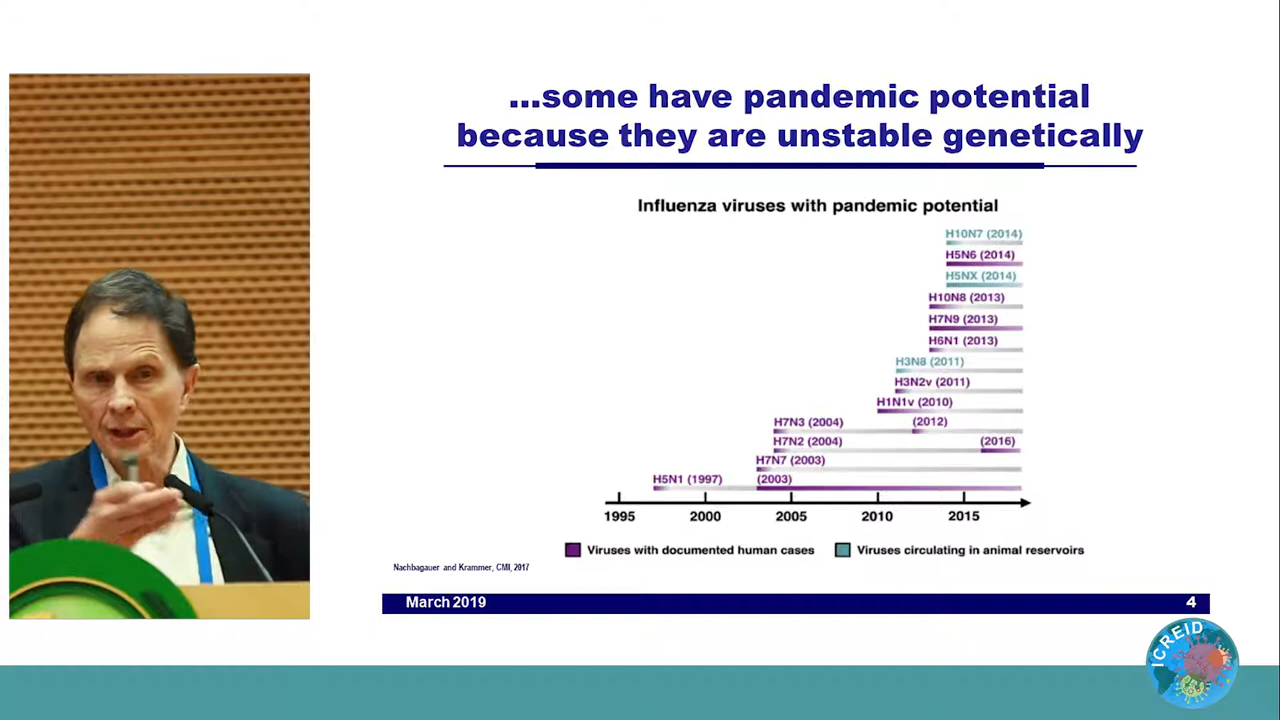 ...some have pandemic potential
because they are unstable genetically
Influenza viruses with pandemic potential
H10N7 (2014)
H5N6 (2014)
H5NX (2014)
H10N8 (2013)
H7N9 (2013)
H6N1 (2013)
H3N8 (2011)
H3N2v (2011)
H1N1v (2010)
H7N3 (2004) (2012)
H7N2 (2004) (2016)
H7N7 (2003)
H5N1 (1997) (2003)
1995 2000 2005 2010 2015
Viruses with documented human cases Viruses circulating in animal reservoirs
Nachbagauer and Krammer, CMI, 2017
March 2019 4
ICREID